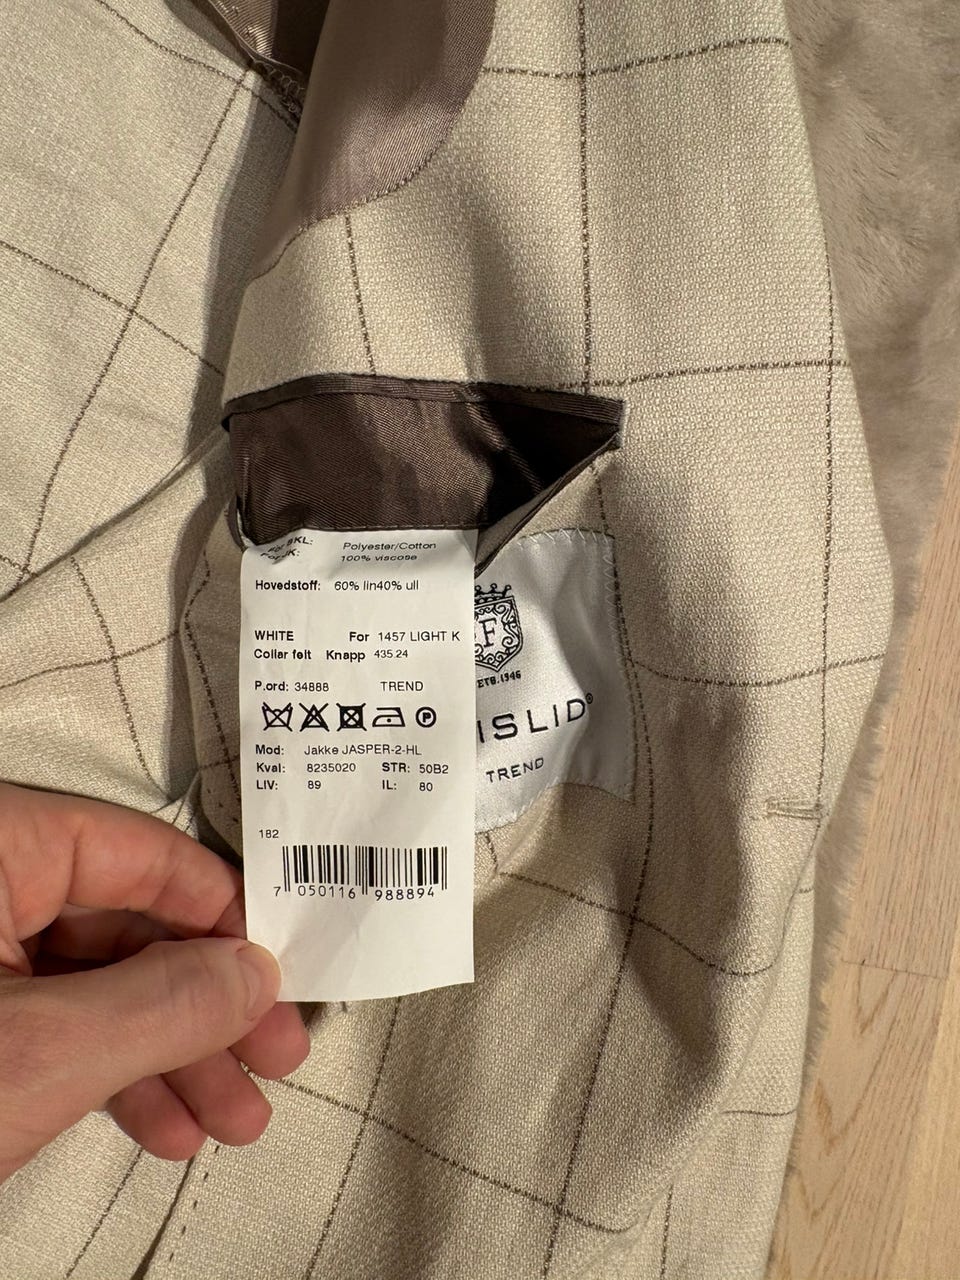 BKL: Polyester/Cotton
100% viscose
Hovedstoff: 60% lin40% ull
WHITE For 1457 LIGHT K
Collar felt Knapp 435.24
P.ord: 34888 TREND
P
Mod: Jakke JASPER-2-HL
Kval: 8235020 STR: 50B2
LIV: 89 IL: 80
182
7 050116 988894
F
ETB.1946
ISLID®
TREND